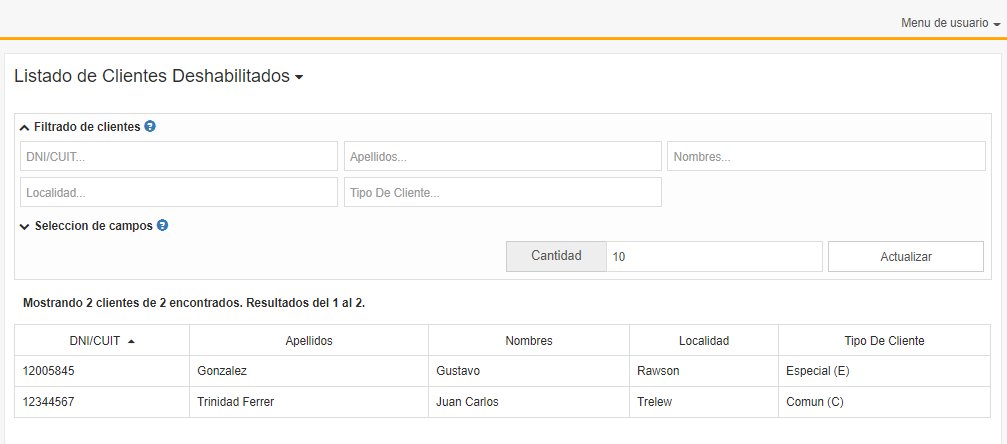 Menu de usuario
Listado de Clientes Deshabilitados
Filtrado de clientes
DNI/CUIT... Apellidos... Nombres...
Localidad... Tipo De Cliente...
Seleccion de campos
Cantidad 10 Actualizar
Mostrando 2 clientes de 2 encontrados. Resultados del 1 al 2.
DNI/CUIT Apellidos Nombres Localidad Tipo De Cliente
12005845 Gonzalez Gustavo Rawson Especial (E)
12344567 Trinidad Ferrer Juan Carlos Trelew Comun (C)